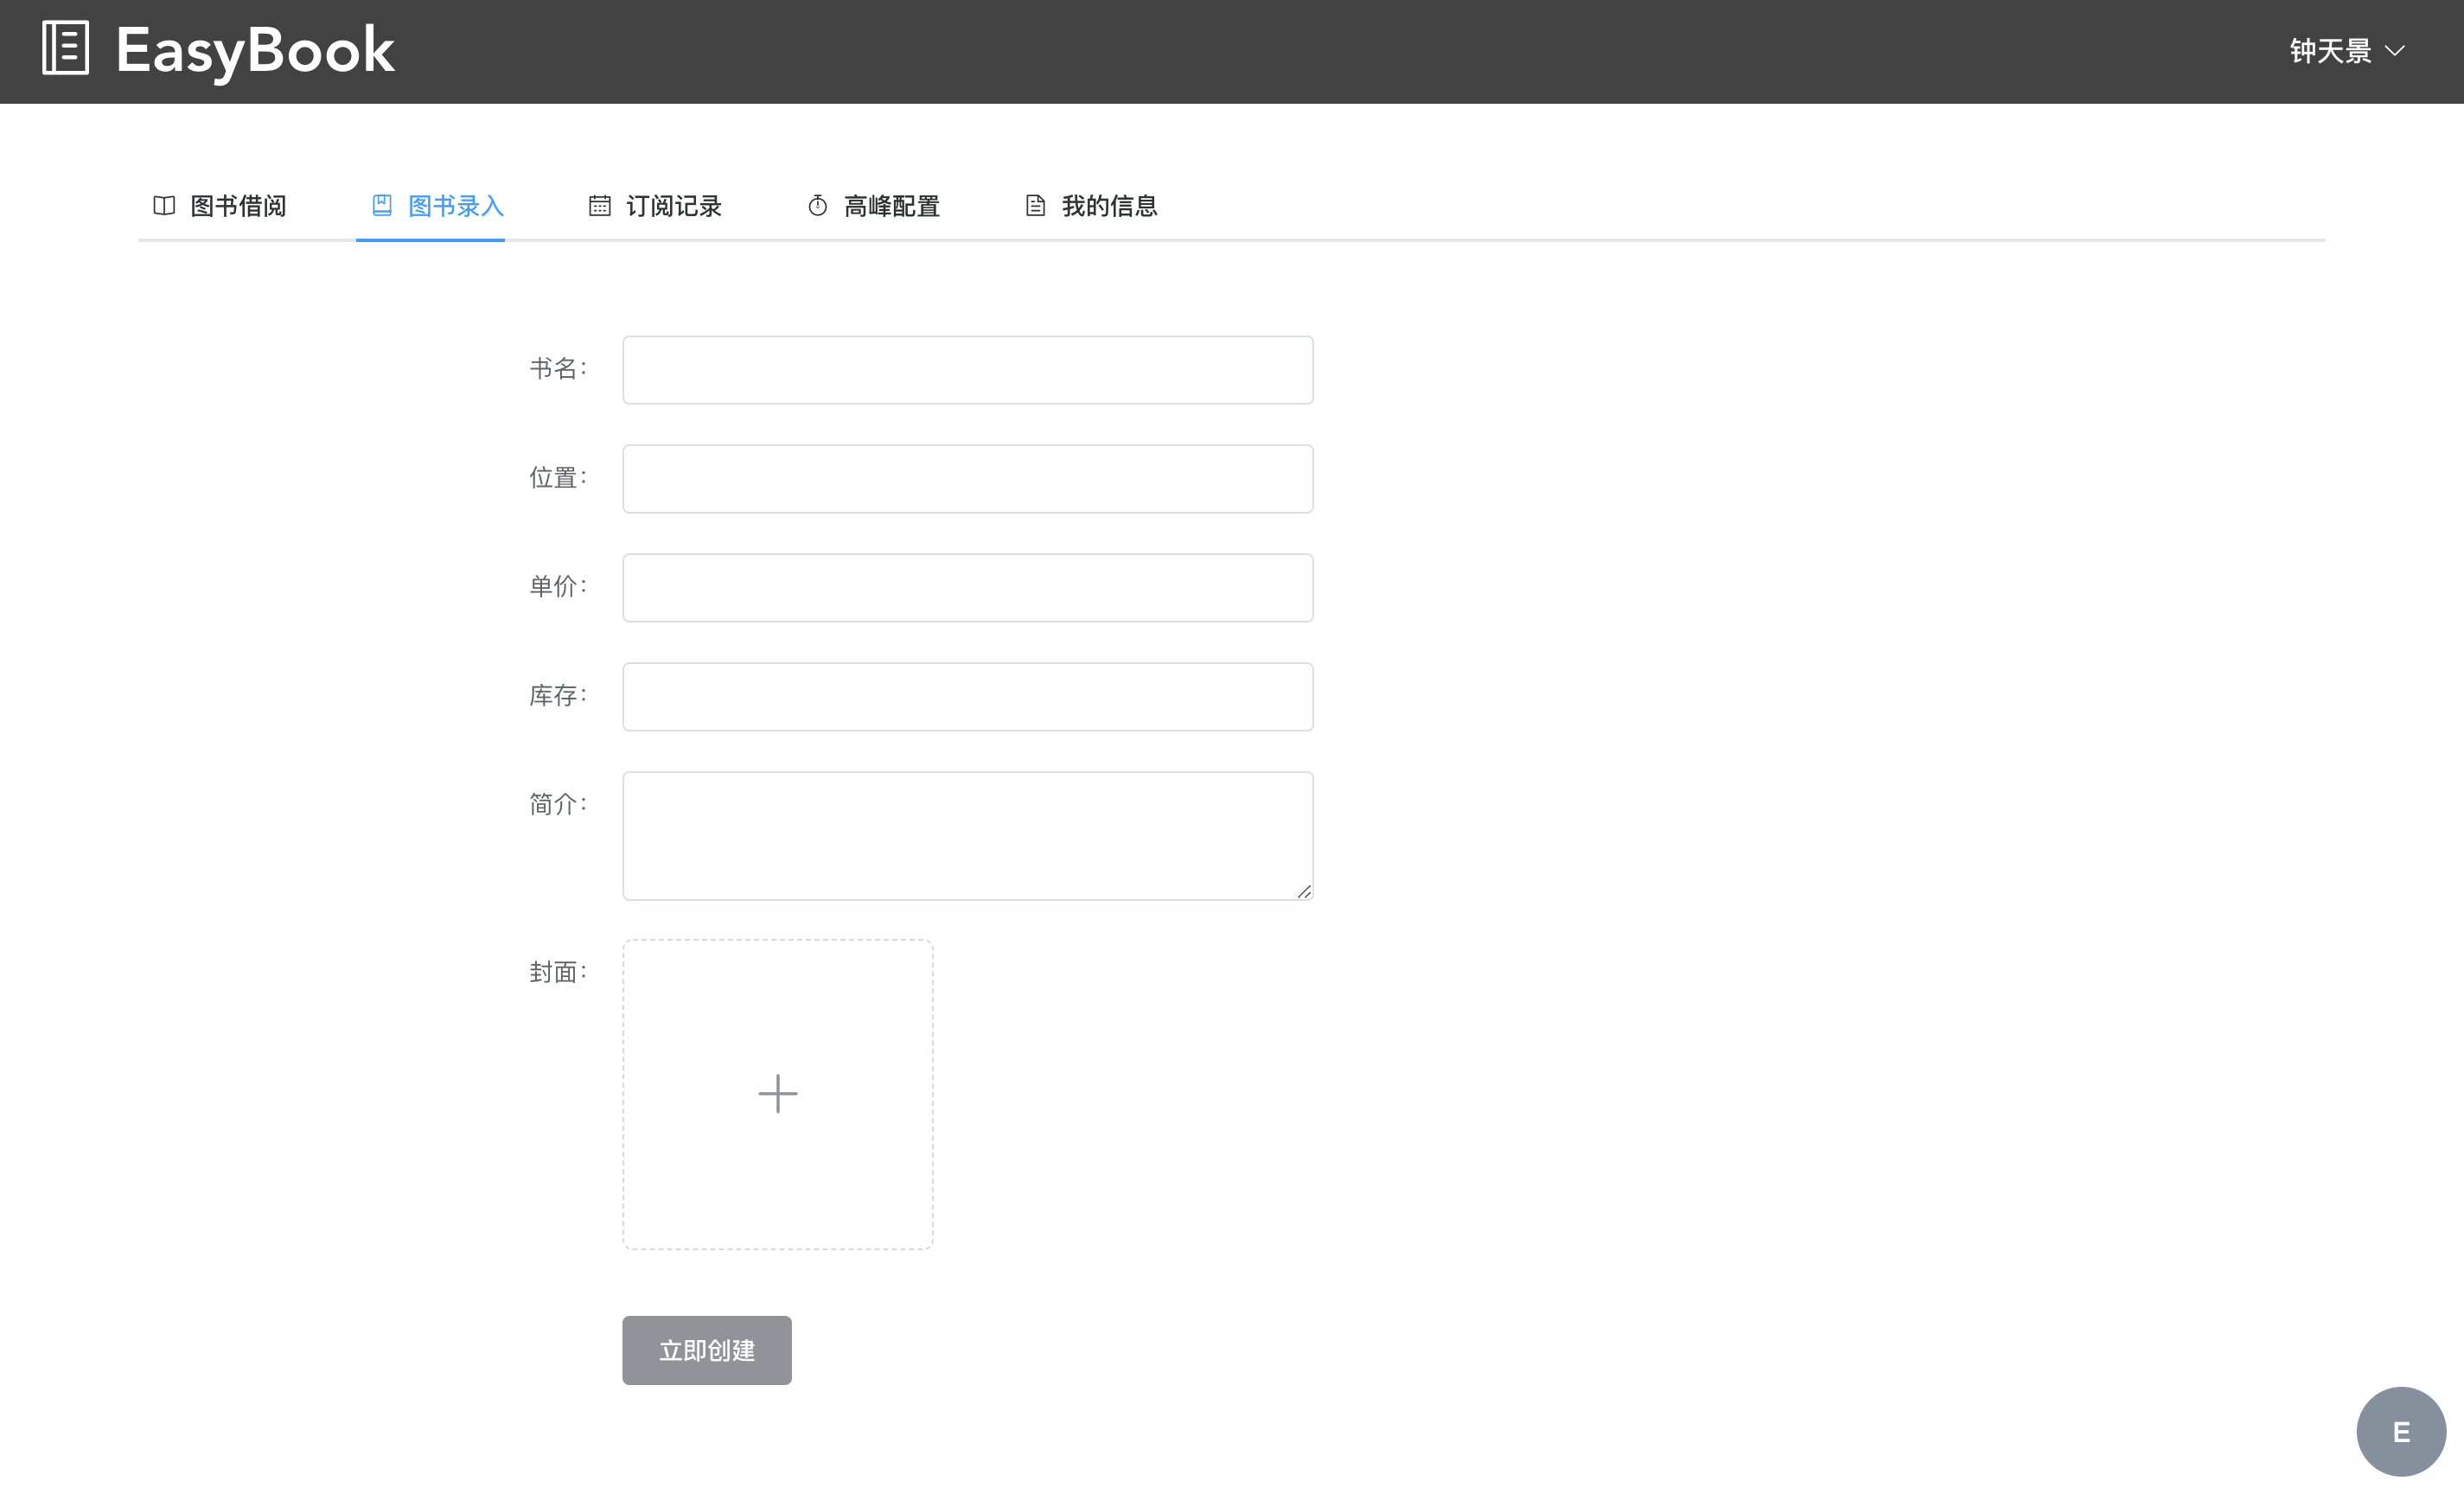 EasyBook
钟天景
图书借阅 图书录入 订阅记录 高峰配置 我的信息
书名：
位置：
单价：
库存：
简介：
封面：
立即创建
E